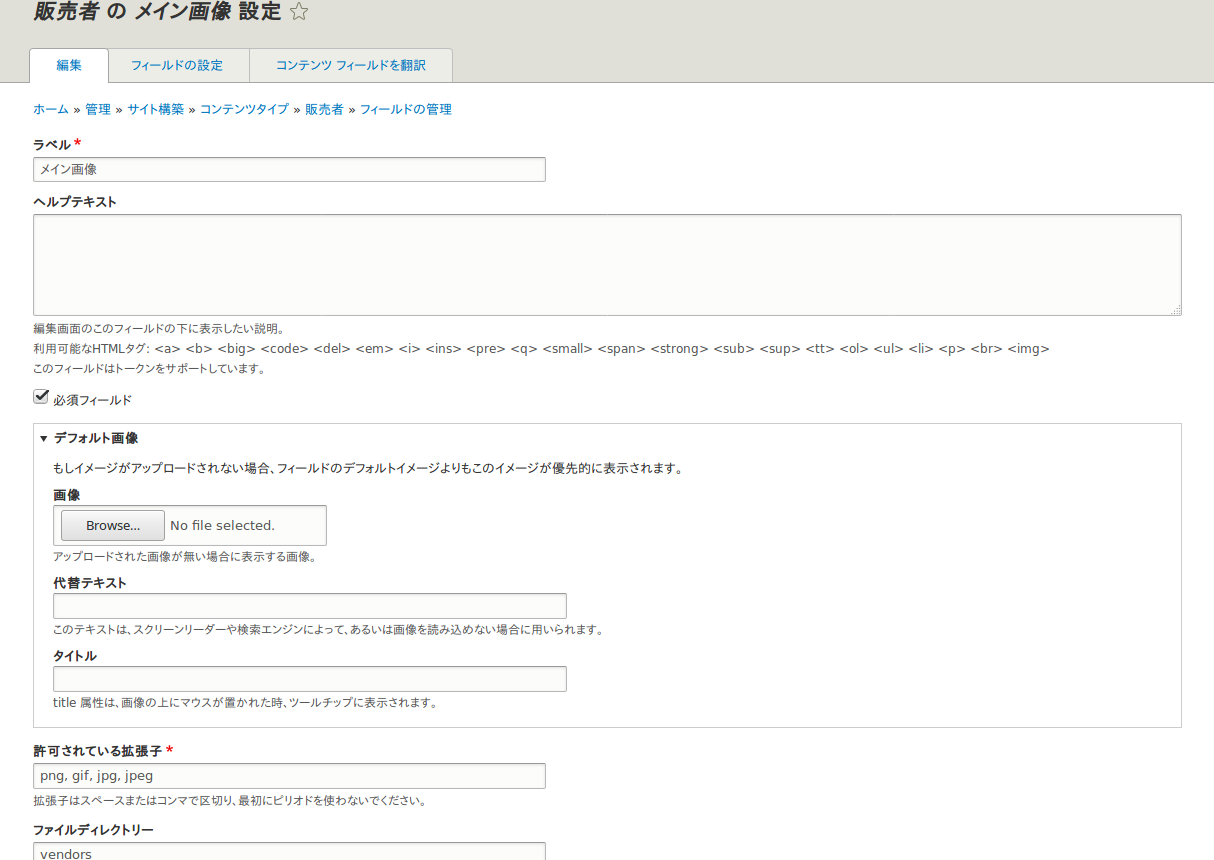 販売者 の メイン画像 設定
編集 フィールドの設定 コンテンツ フィールドを翻訳
ホーム » 管理 » サイト構築 » コンテンツタイプ » 販売者 » フィールドの管理
ラベル *
メイン画像
ヘルプテキスト
編集画面のこのフィールドの下に表示したい説明。
利用可能なHTMLタグ: <a> <b> <big> <code> <del> <em> <i> <ins> <pre> <q> <small> <span> <strong> <sub> <sup> <tt> <ol> <ul> <li> <p> <br> <img>
このフィールドはトークンをサポートしています。
必須フィールド
デフォルト画像
もしイメージがアップロードされない場合、フィールドのデフォルトイメージよりもこのイメージが優先的に表示されます。
画像
Browse... No file selected.
アップロードされた画像が無い場合に表示する画像。
代替テキスト
このテキストは、スクリーンリーダーや検索エンジンによって、あるいは画像を読み込めない場合に用いられます。
タイトル
title 属性は、画像の上にマウスが置かれた時、ツールチップに表示されます。
許可されている拡張子 *
png, gif, jpg, jpeg
拡張子はスペースまたはコンマで区切り、最初にピリオドを使わないでください。
ファイルディレクトリー
vendors